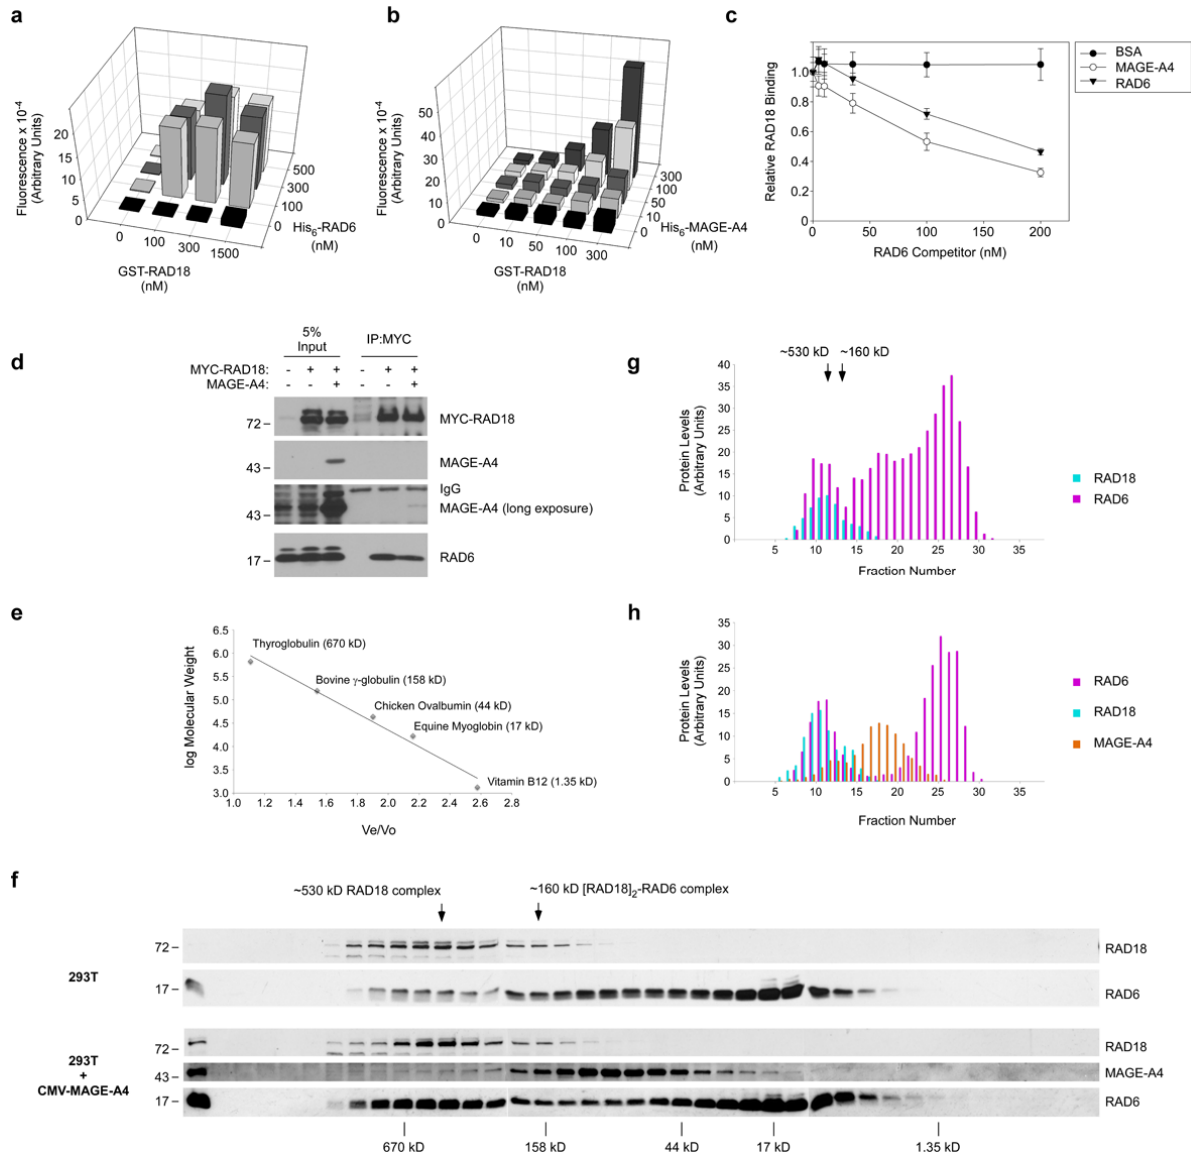 a
Fluorescence x 10⁻⁴
(Arbitrary Units)
20
15
10
5
0
0
100
300
1500
GST-RAD18
(nM)
500
300
100
0
His₆-RAD6
(nM)
b
Fluorescence x 10⁻⁴
(Arbitrary Units)
50
40
30
20
10
0
0
10
50
100
300
GST-RAD18
(nM)
300
100
50
10
0
His₆-MAGE-A4
(nM)
c
Relative RAD18 Binding
1.0
0.8
0.6
0.4
0.2
0
0
50
100
150
200
RAD6 Competitor (nM)
BSA
MAGE-A4
RAD6
d
5%
Input
IP:MYC
MYC-RAD18: - + + - + +
MAGE-A4: - - + - - +
72
MYC-RAD18
43
MAGE-A4
IgG
43
MAGE-A4 (long exposure)
17
RAD6
e
log Molecular Weight
6.5
6.0
5.5
5.0
4.5
4.0
3.5
3.0
Thyroglobulin (670 kD)
Bovine γ-globulin (158 kD)
Chicken Ovalbumin (44 kD)
Equine Myoglobin (17 kD)
Vitamin B12 (1.35 kD)
1.0 1.2 1.4 1.6 1.8 2.0 2.2 2.4 2.6 2.8
Ve/Vo
g
~530 kD
~160 kD
Protein Levels
(Arbitrary Units)
40
35
30
25
20
15
10
5
0
5 10 15 20 25 30 35
Fraction Number
RAD18
RAD6
h
Protein Levels
(Arbitrary Units)
35
30
25
20
15
10
5
0
5 10 15 20 25 30 35
Fraction Number
RAD6
RAD18
MAGE-A4
f
~530 kD RAD18 complex
~160 kD [RAD18]₂-RAD6 complex
293T
72
RAD18
17
RAD6
293T
+
CMV-MAGE-A4
72
RAD18
43
MAGE-A4
17
RAD6
670 kD
158 kD
44 kD
17 kD
1.35 kD